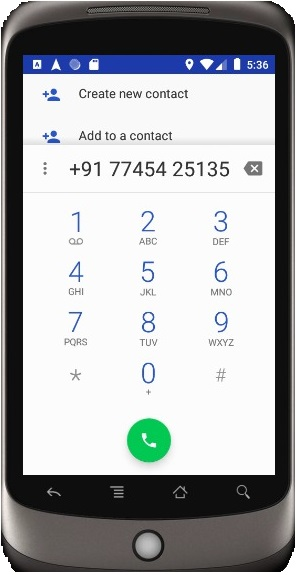 5:36
Create new contact
Add to a contact
+91 77454 25135
1 2 3
ABC DEF
4 5 6
GHI JKL MNO
7 8 9
PQRS TUV WXYZ
* 0 #
+